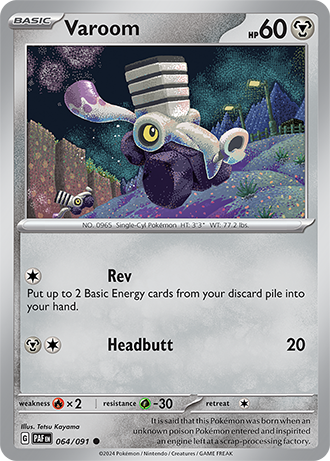 BASIC
Varoom
HP60
NO. 0965 Single-Cyl Pokémon HT: 3'3" WT: 77.2 lbs.
Rev
Put up to 2 Basic Energy cards from your discard pile into
your hand.
Headbutt 20
Illus. Tetsu Kayama
weakness ×2 resistance -30 retreat
G PAF EN 064/091
It is said that this Pokémon was born when an
unknown poison Pokémon entered and inspirited
an engine left at a scrap-processing factory.
©2024 Pokémon / Nintendo / Creatures / GAME FREAK